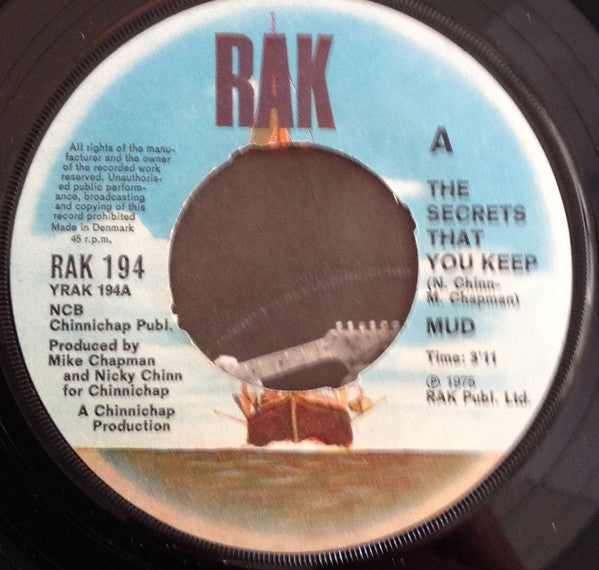 RAK
All rights of the manu-
facturer and the owner
of the recorded work
reserved. Unauthoris-
ed public perform-
ance, broadcasting
and copying of this
record prohibited
Made in Denmark
45 r.p.m.
RAK 194
YRAK 194A
NCB
Chinnichap Publ.
Produced by
Mike Chapman
and Nicky Chinn
for Chinnichap
A Chinnichap
Production
A
THE
SECRETS
THAT
YOU KEEP
(N. Chinn-
M. Chapman)
MUD
Time: 3'11
℗ 1975
RAK Publ. Ltd.